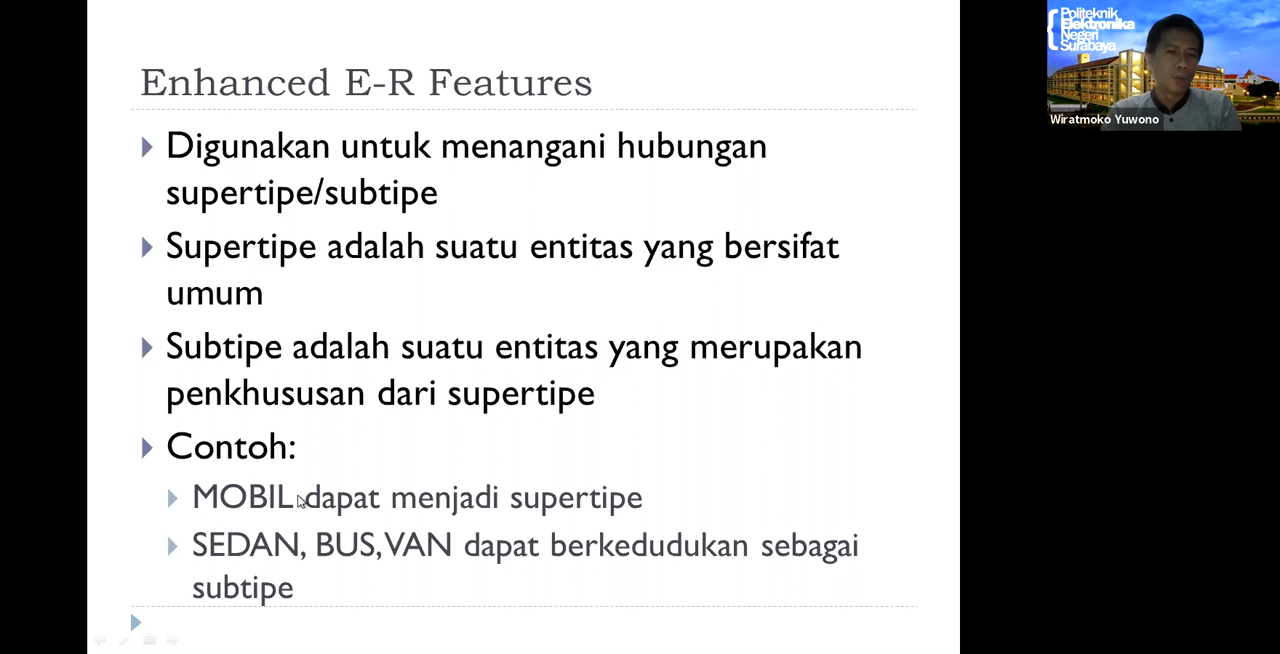 Enhanced E-R Features
Digunakan untuk menangani hubungan
supertipe/subtipe
Supertipe adalah suatu entitas yang bersifat
umum
Subtipe adalah suatu entitas yang merupakan
penkhususan dari supertipe
Contoh:
MOBIL dapat menjadi supertipe
SEDAN, BUS, VAN dapat berkedudukan sebagai
subtipe
Politeknik
Elektronika
Negeri
Surabaya
Wiratmoko Yuwono